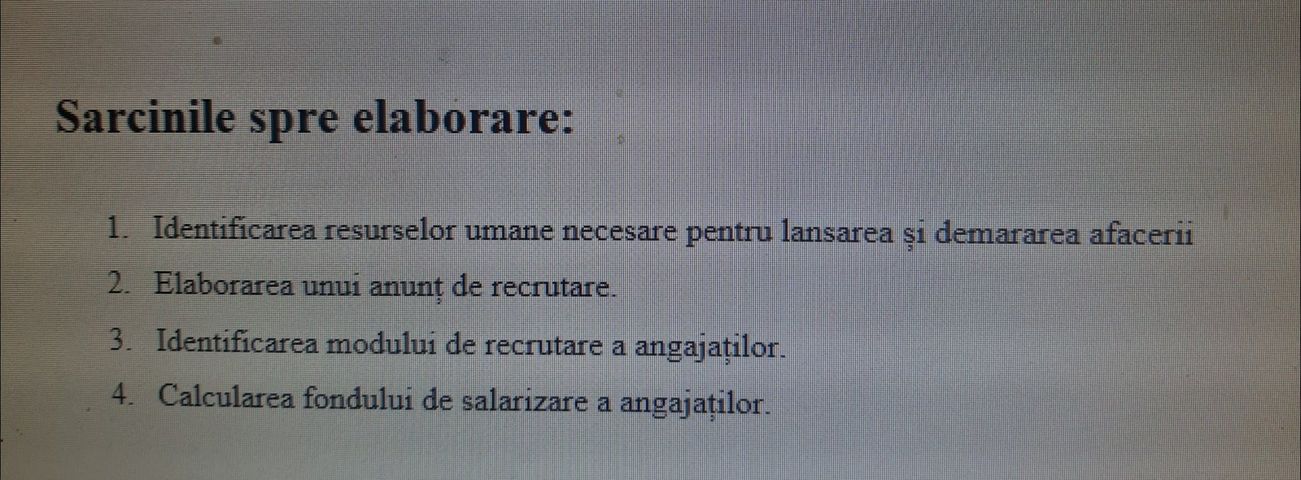 Sarcinile spre elaborare:
1. Identificarea resurselor umane necesare pentru lansarea și demararea afacerii
2. Elaborarea unui anunț de recrutare.
3. Identificarea modului de recrutare a angajaților.
4. Calcularea fondului de salarizare a angajaților.